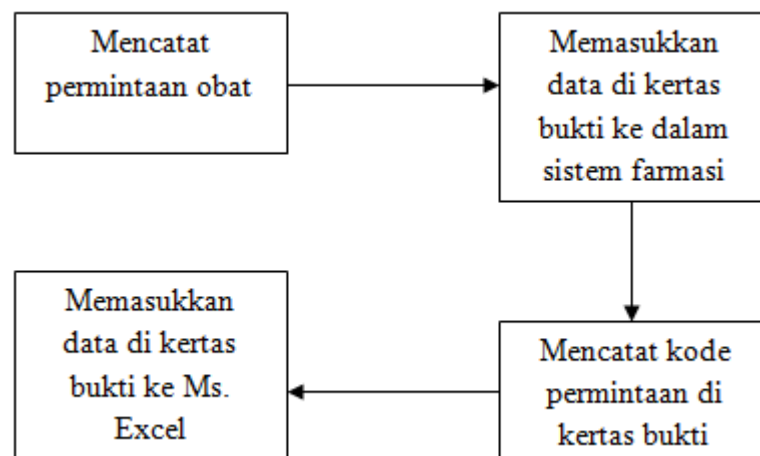 Mencatat
permintaan obat
Memasukkan
data di kertas
bukti ke dalam
sistem farmasi
Mencatat kode
permintaan di
kertas bukti
Memasukkan
data di kertas
bukti ke Ms.
Excel